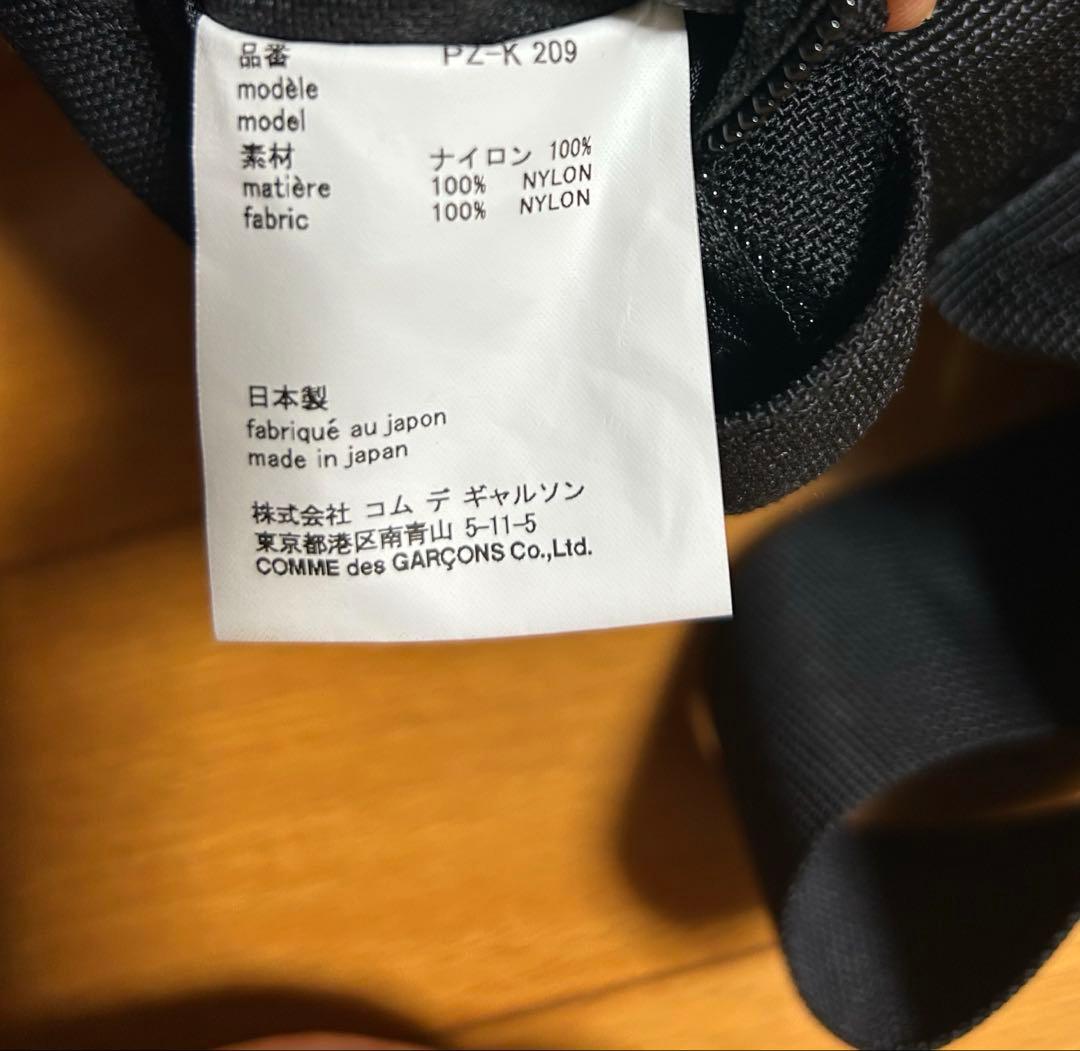 品番 PZ-K 209
modèle
model
素材 ナイロン 100%
matière 100% NYLON
fabric 100% NYLON
日本製
fabriqué au japon
made in japan
株式会社 コム デ ギャルソン
東京都港区南青山 5-11-5
COMME des GARÇONS Co.,Ltd.